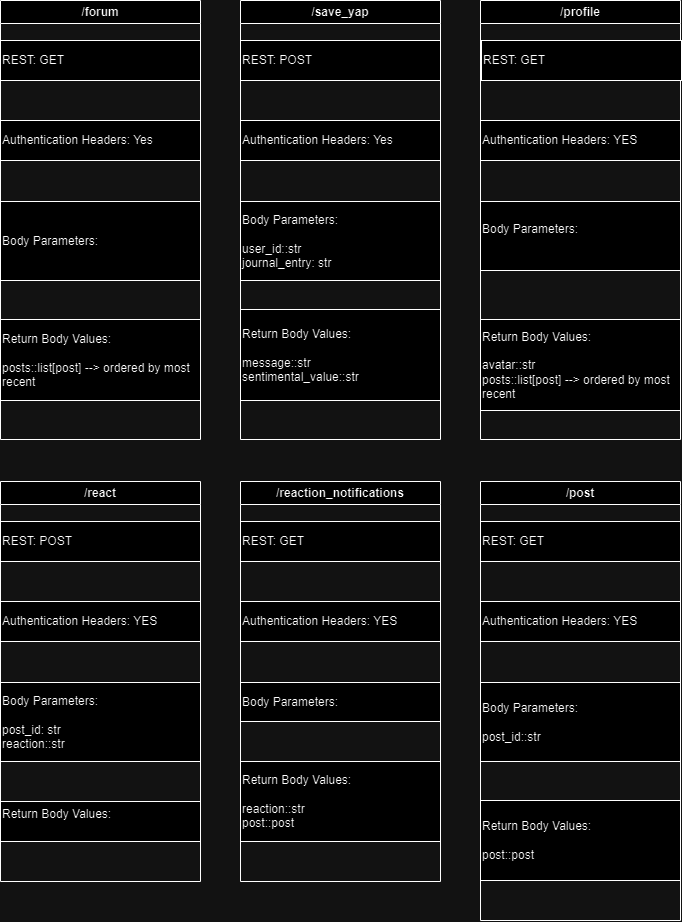 /forum
REST: GET
Authentication Headers: Yes
Body Parameters:
Return Body Values:
posts::list[post] --> ordered by most
recent
/save_yap
REST: POST
Authentication Headers: Yes
Body Parameters:
user_id::str
journal_entry: str
Return Body Values:
message::str
sentimental_value::str
/profile
REST: GET
Authentication Headers: YES
Body Parameters:
Return Body Values:
avatar::str
posts::list[post] --> ordered by most
recent
/react
REST: POST
Authentication Headers: YES
Body Parameters:
post_id: str
reaction::str
Return Body Values:
/reaction_notifications
REST: GET
Authentication Headers: YES
Body Parameters:
Return Body Values:
reaction::str
post::post
/post
REST: GET
Authentication Headers: YES
Body Parameters:
post_id::str
Return Body Values:
post::post